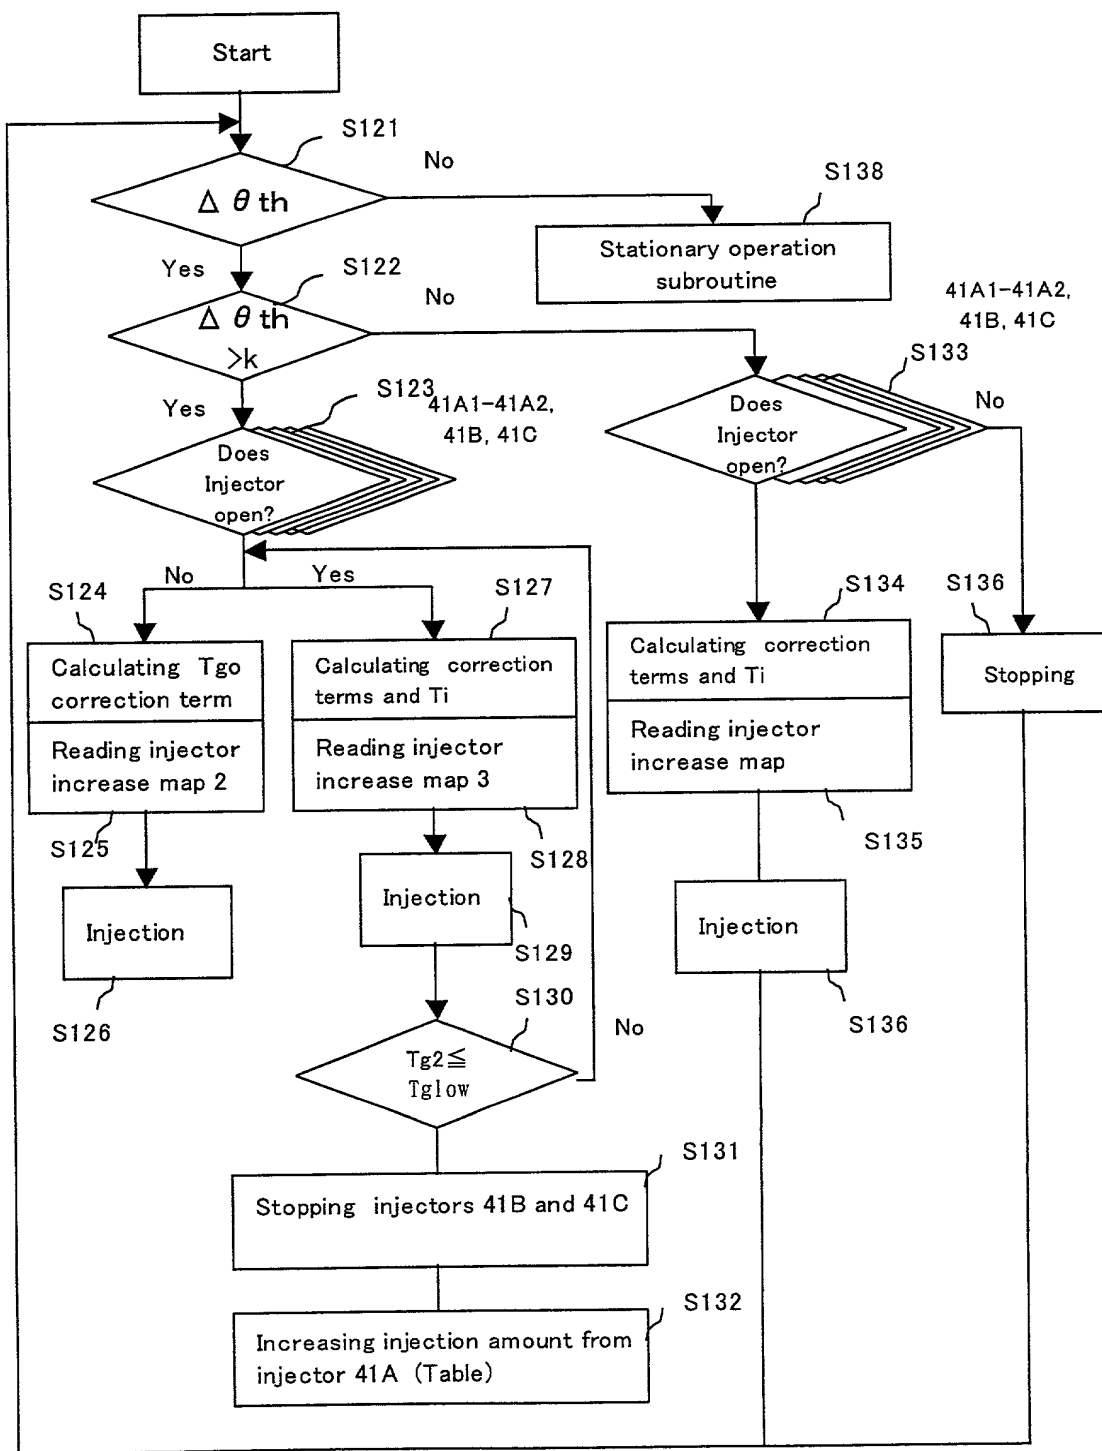 Start
S121
No
Δ θ th
S138
Stationary operation
subroutine
Yes
S122
No
Δ θ th
>k
41A1-41A2,
41B, 41C
S133
Yes
S123
41A1-41A2,
41B, 41C
Does
Injector
open?
Does
Injector
open?
No
No
Yes
S124
S127
S134
S136
Calculating Tgo
correction term
Reading injector
increase map 2
Calculating correction
terms and Ti
Reading injector
increase map 3
Calculating correction
terms and Ti
Reading injector
increase map
Stopping
S125
S128
S135
Injection
Injection
Injection
S126
S129
S136
S130
No
Tg2≦
Tglow
S131
Stopping injectors 41B and 41C
S132
Increasing injection amount from
injector 41A (Table)